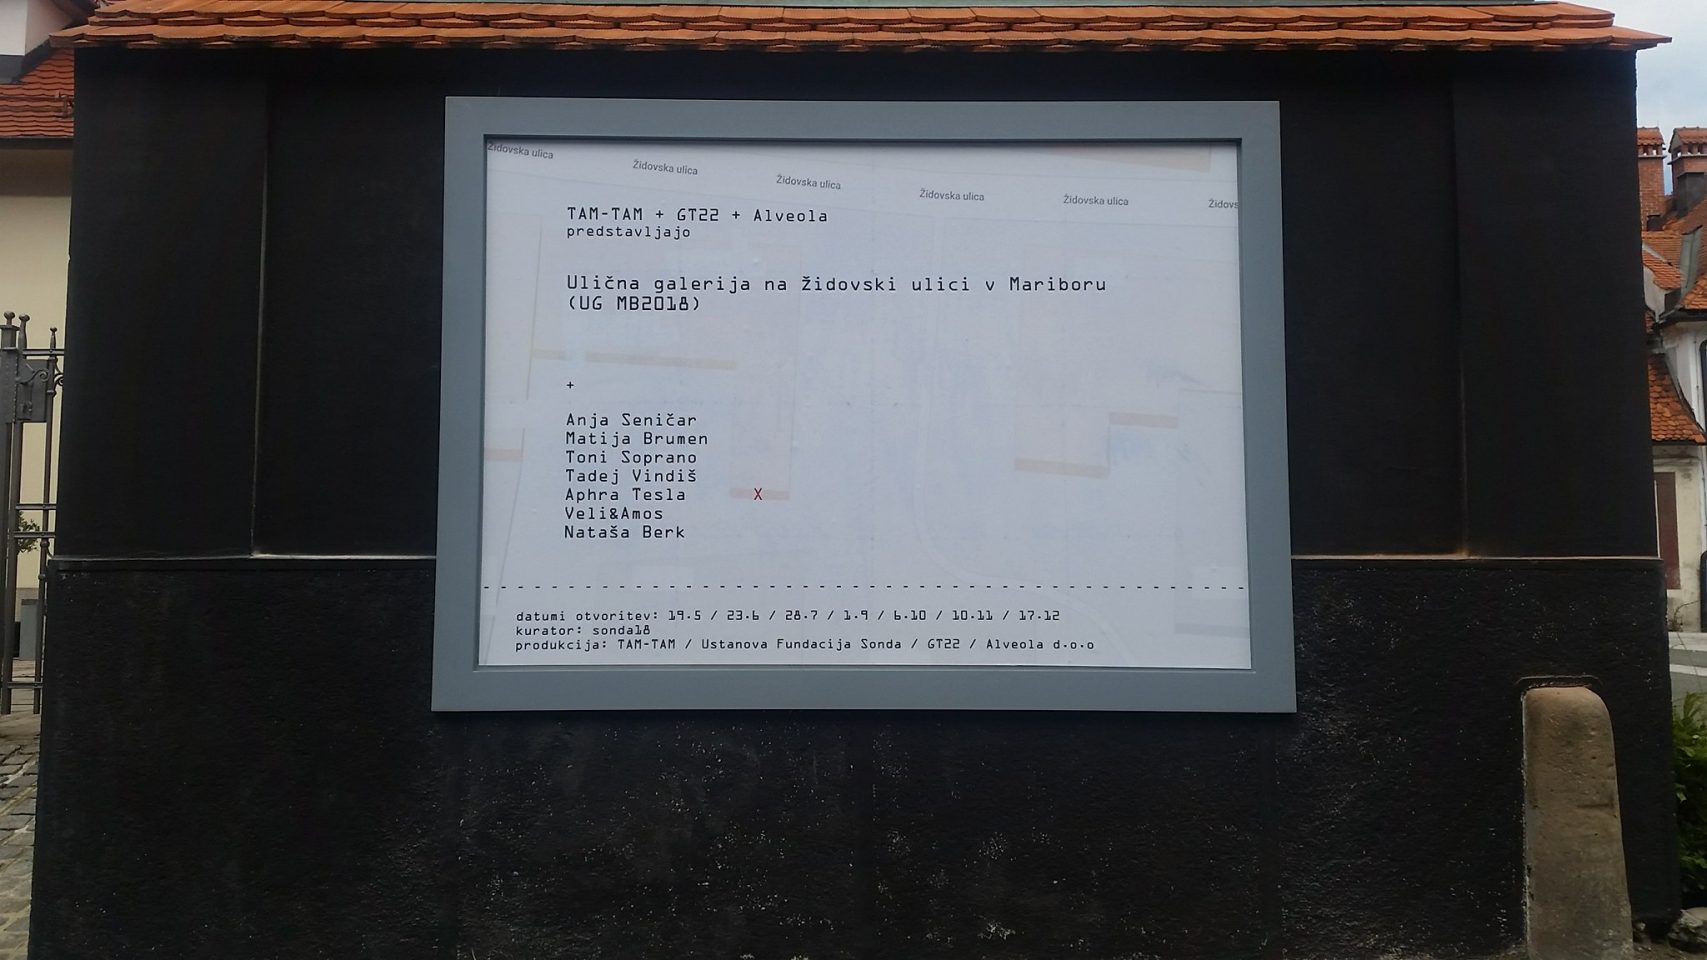 Židovska ulica
Židovska ulica
Židovska ulica
Židovska ulica
Židovska ulica
Židovs
TAM-TAM + GT22 + Alveola
predstavljajo
Ulična galerija na židovski ulici v Mariboru
(UG MB2018)
+
Anja Seničar
Matija Brumen
Toni Soprano
Tadej Vindiš
Aphra Tesla X
Veli&Amos
Nataša Berk
datumi otvoritev: 19.5 / 23.6 / 28.7 / 1.9 / 6.10 / 10.11 / 17.12
kurator: sonda18
produkcija: TAM-TAM / Ustanova Fundacija Sonda / GT22 / Alveola d.o.o